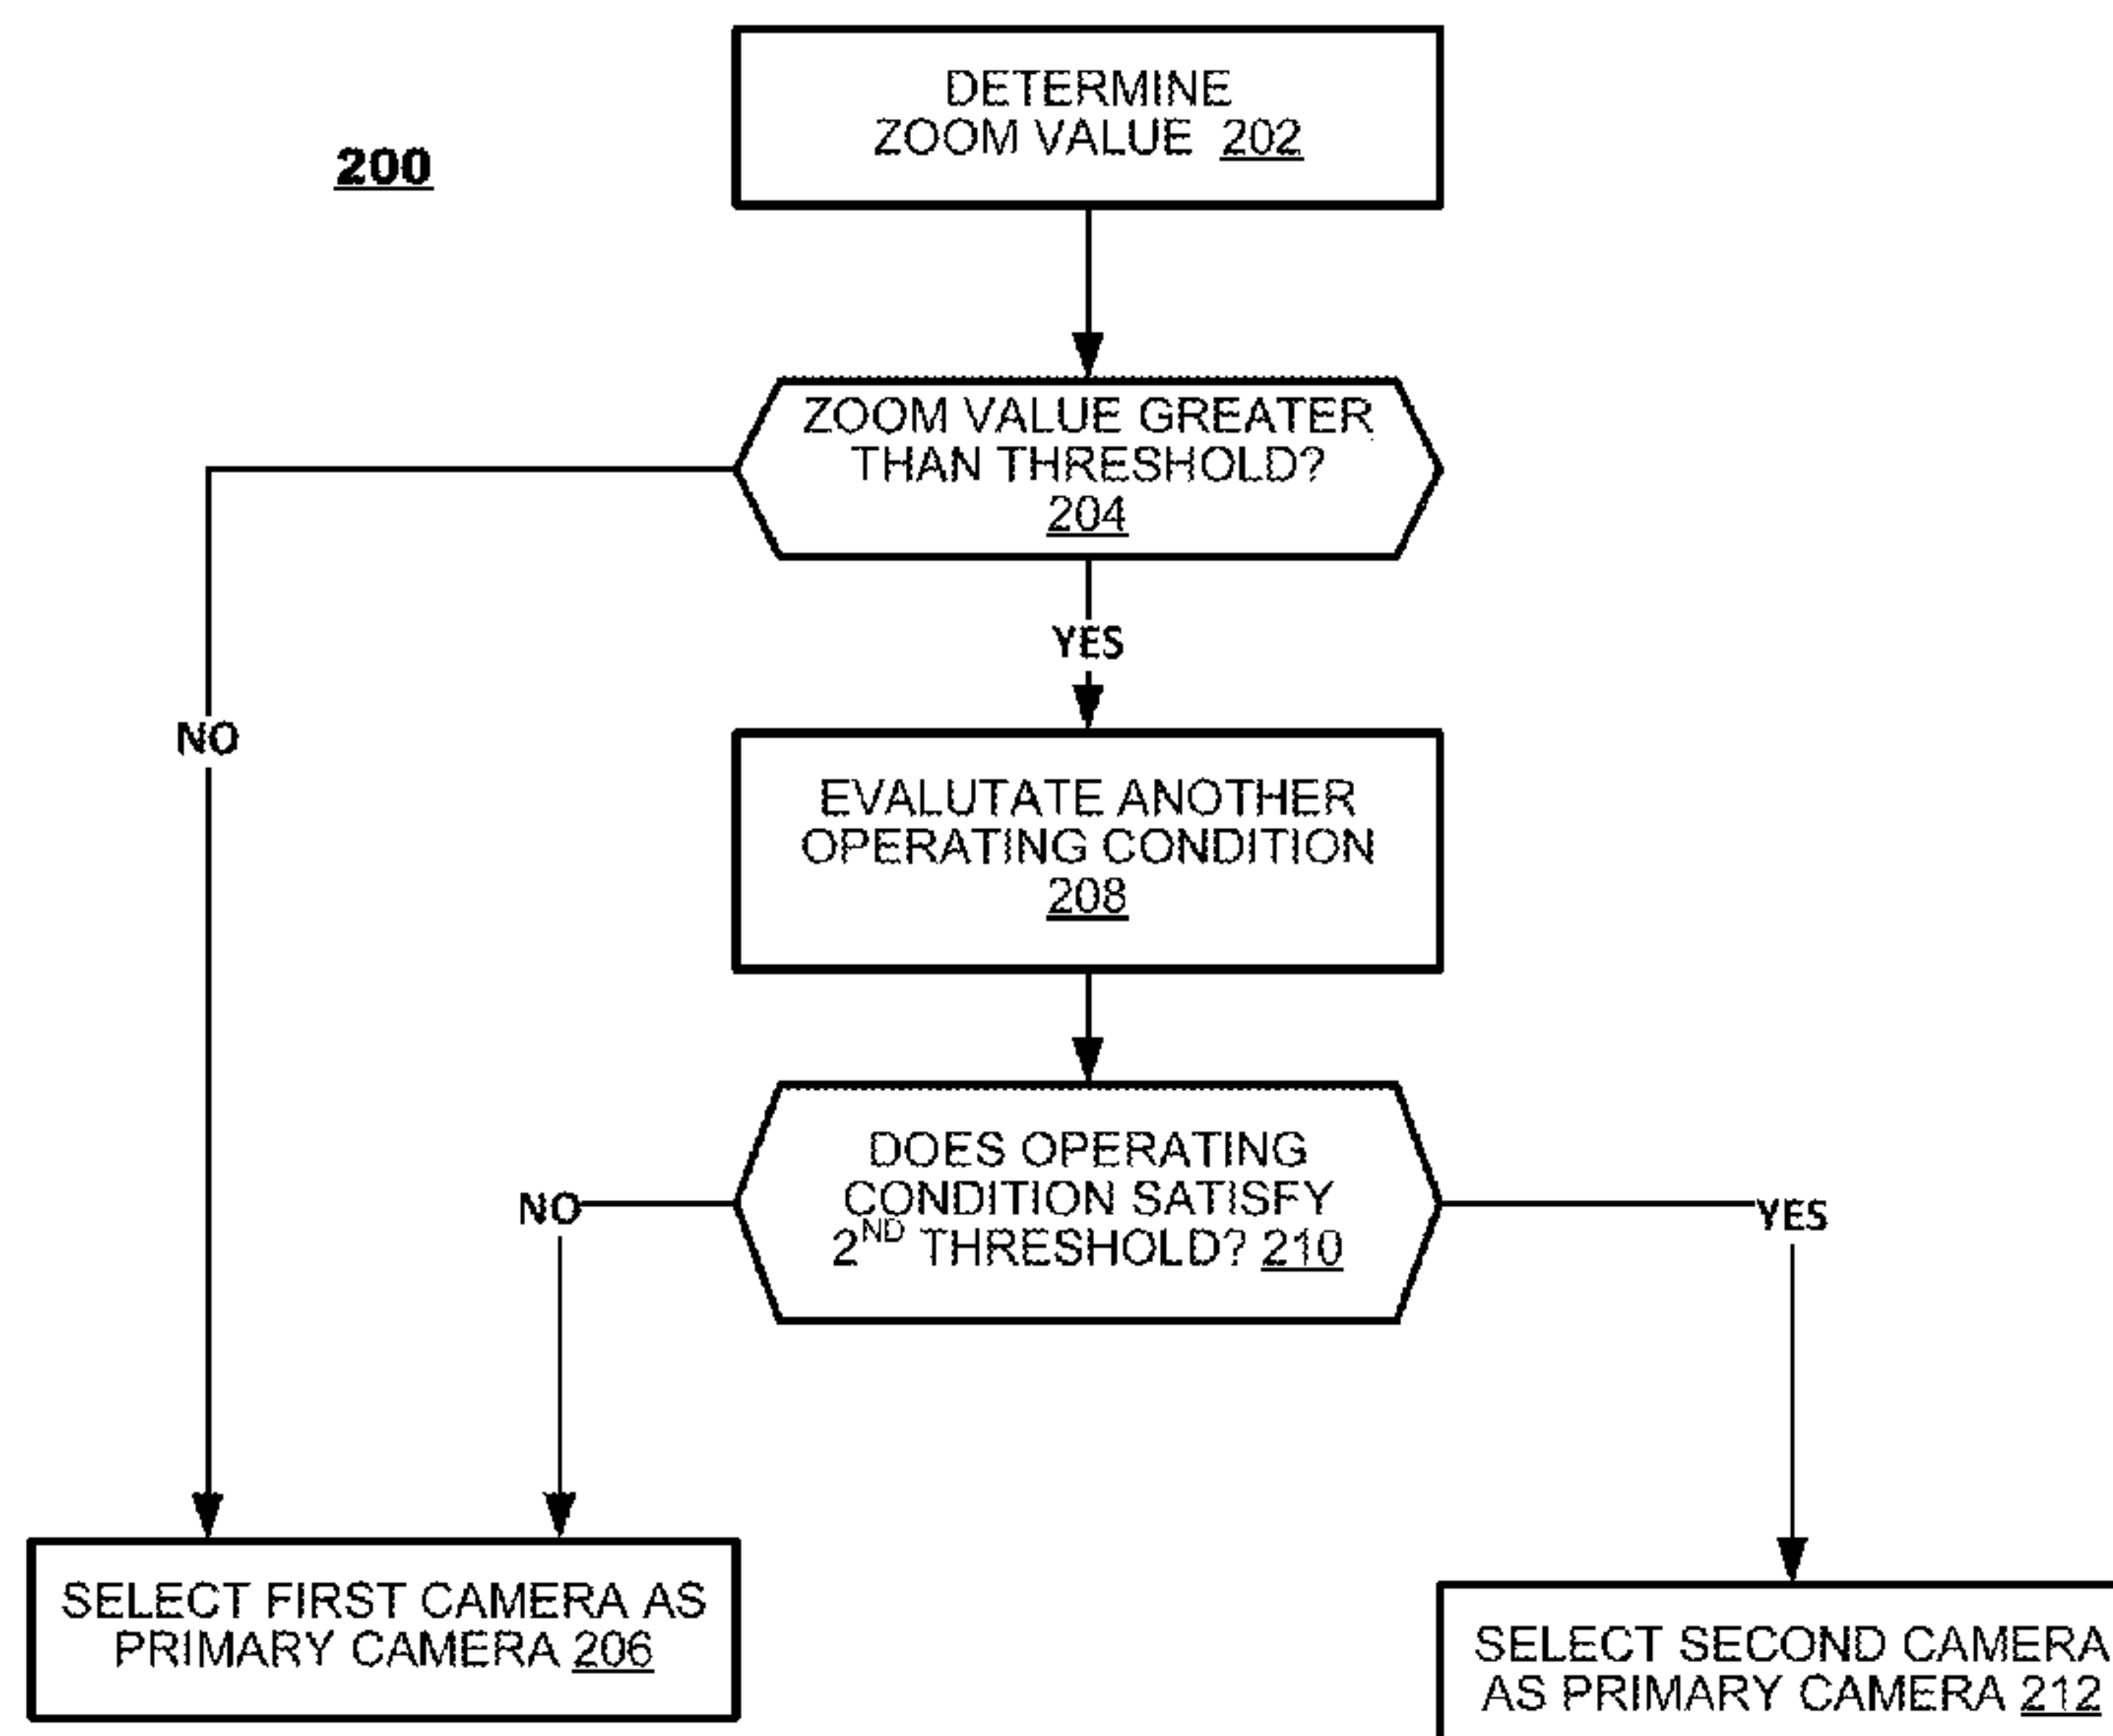 200
DETERMINE
ZOOM VALUE 202
ZOOM VALUE GREATER
THAN THRESHOLD?
204
YES
NO
EVALUTATE ANOTHER
OPERATING CONDITION
208
DOES OPERATING
CONDITION SATISFY
2ND THRESHOLD? 210
NO
YES
SELECT FIRST CAMERA AS
PRIMARY CAMERA 206
SELECT SECOND CAMERA
AS PRIMARY CAMERA 212